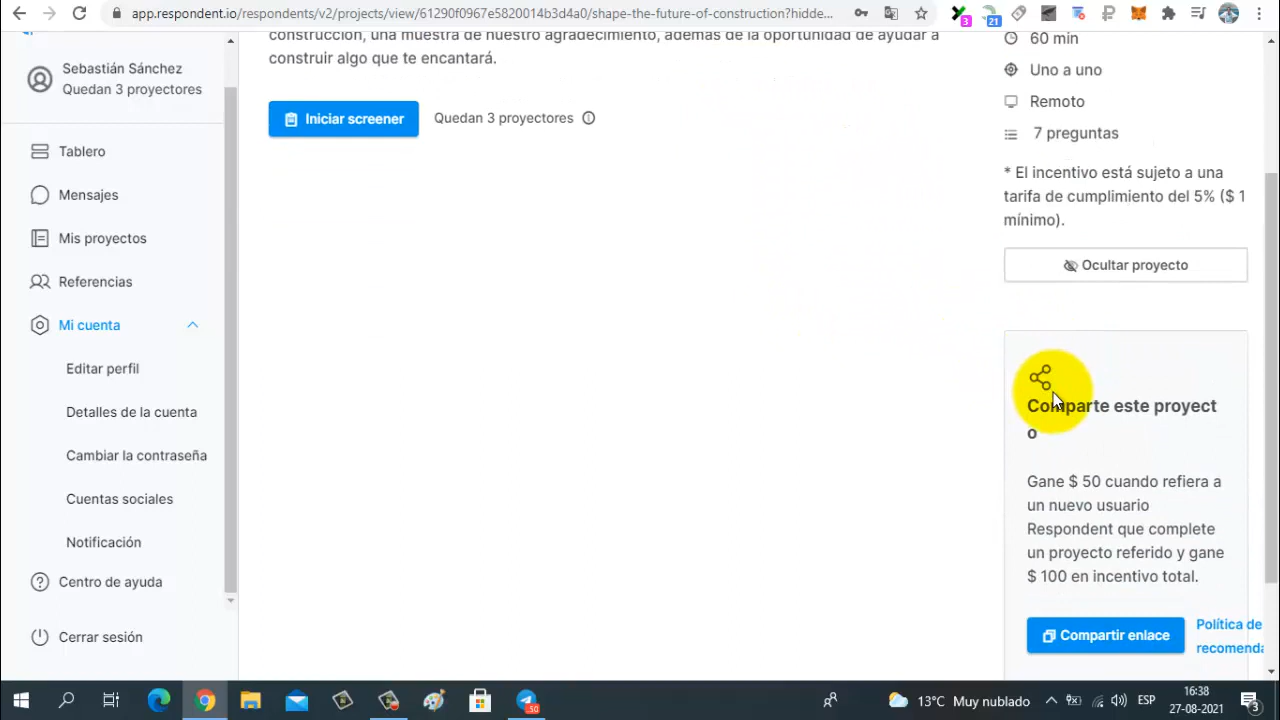 app.respondent.io/respondents/v2/projects/view/61290f0967e5820014b3d4a0/shape-the-future-of-construction?hidde...
3
21
Sebastián Sánchez
Quedan 3 proyectores
Tablero
Mensajes
Mis proyectos
Referencias
Mi cuenta
Editar perfil
Detalles de la cuenta
Cambiar la contraseña
Cuentas sociales
Notificación
Centro de ayuda
Cerrar sesión
construcción, una muestra de nuestro agradecimiento, además de la oportunidad de ayudar a
construir algo que te encantará.
Iniciar screener
Quedan 3 proyectores
60 min
Uno a uno
Remoto
7 preguntas
* El incentivo está sujeto a una
tarifa de cumplimiento del 5% ($ 1
mínimo).
Ocultar proyecto
Comparte este proyect
o
Gane $ 50 cuando refiera a
un nuevo usuario
Respondent que complete
un proyecto referido y gane
$ 100 en incentivo total.
Compartir enlace
Política de
recomenda
50
13°C Muy nublado
ESP
16:38
27-08-2021
3